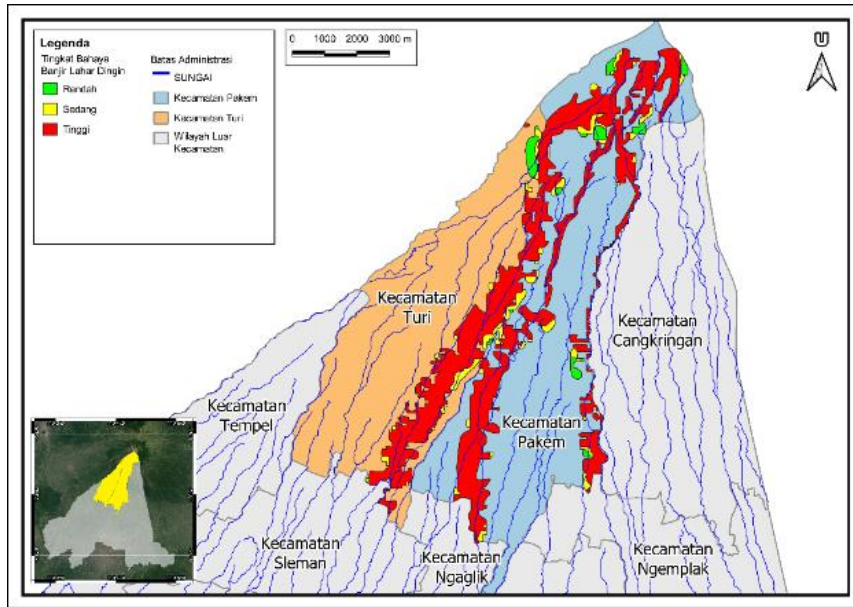 Legenda
Tingkat Bahaya
Banjir Lahar Dingin
Rendah
Sedang
Tinggi
Batas Administrasi
SUNGAI
Kecamatan Pakem
Kecamatan Turi
Wilayah Luar
Kecamatan
0 1000 2000 3000 m
U
Kecamatan
Turi
Kecamatan
Cangkringan
Kecamatan
Tempel
Kecamatan
Pakem
Kecamatan
Sleman
Kecamatan
Ngaglik
Kecamatan
Ngemplak